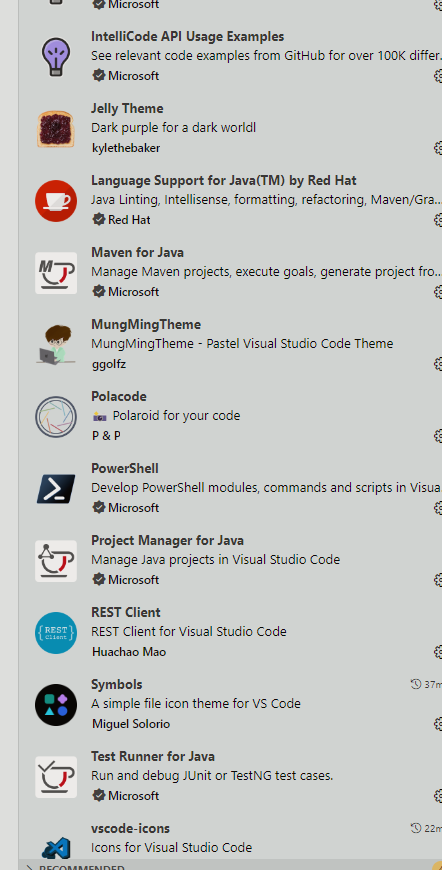 Microsoft
IntelliCode API Usage Examples
See relevant code examples from GitHub for over 100K differ..
Microsoft
Jelly Theme
Dark purple for a dark worldl
kylethebaker
Language Support for Java(TM) by Red Hat
Java Linting, Intellisense, formatting, refactoring, Maven/Gra...
Red Hat
Maven for Java
Manage Maven projects, execute goals, generate project fro...
Microsoft
MungMingTheme
MungMingTheme - Pastel Visual Studio Code Theme
ggolfz
Polacode
📸 Polaroid for your code
P & P
PowerShell
Develop PowerShell modules, commands and scripts in Visua
Microsoft
Project Manager for Java
Manage Java projects in Visual Studio Code
Microsoft
{REST}
Client
REST Client
REST Client for Visual Studio Code
Huachao Mao
Symbols 37m
A simple file icon theme for VS Code
Miguel Solorio
Test Runner for Java
Run and debug JUnit or TestNG test cases.
Microsoft
vscode-icons 22m
Icons for Visual Studio Code
RECOMMENDED